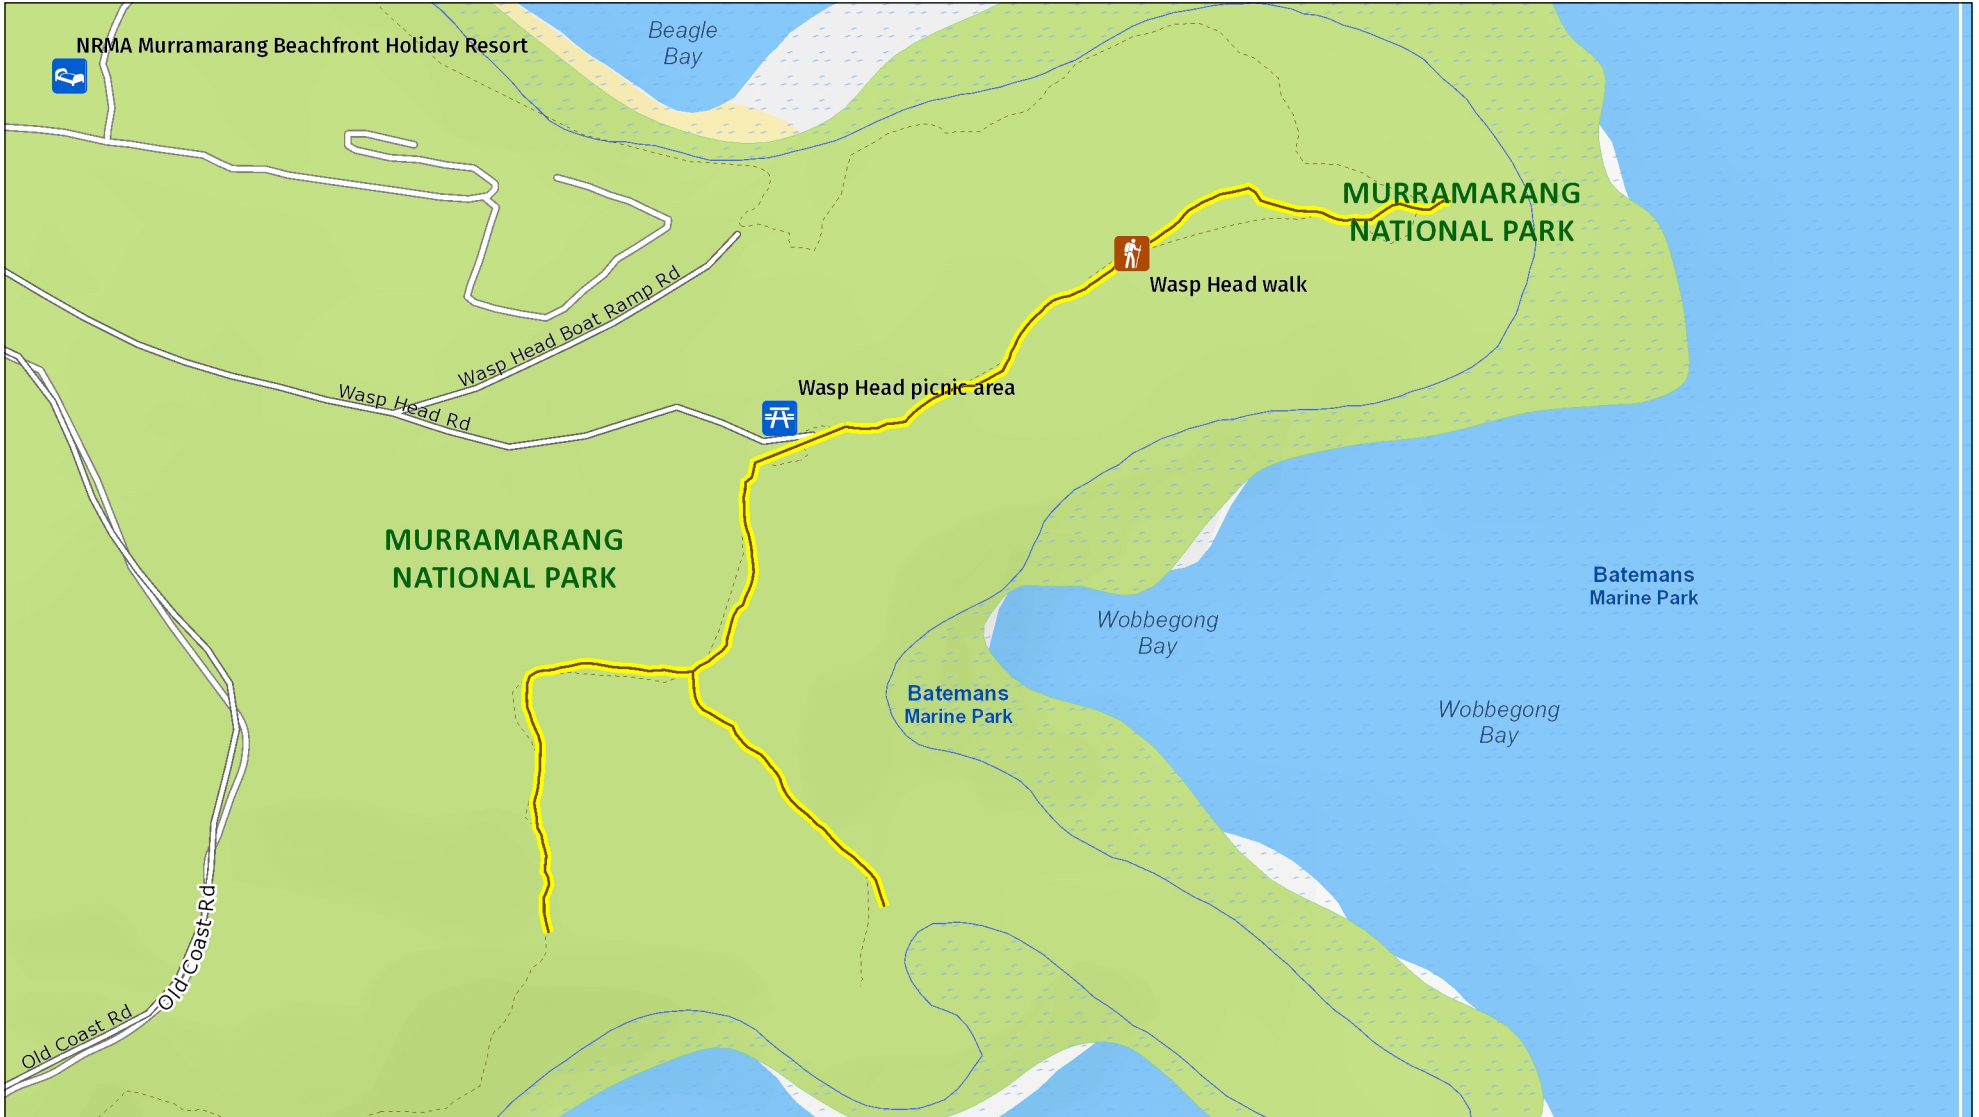 Beagle
Bay
NRMA Murramarang Beachfront Holiday Resort
MURRAMARANG
NATIONAL PARK
Wasp Head walk
Wasp Head Boat Ramp Rd
Wasp Head picnic area
Wasp Head Rd
MURRAMARANG
NATIONAL PARK
Batemans
Marine Park
Wobbegong
Bay
Batemans
Marine Park
Wobbegong
Bay
Old Coast Rd
Old Coast Rd